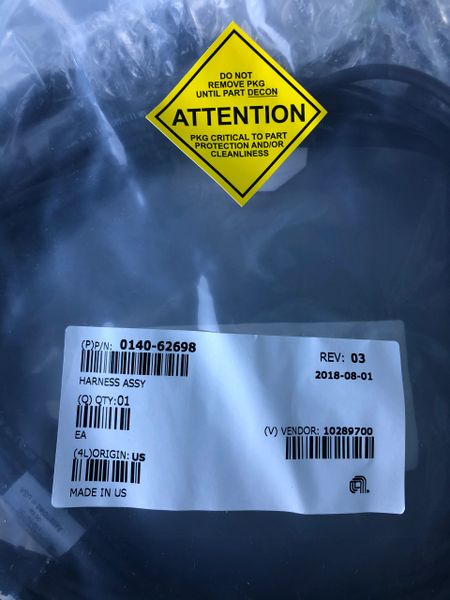 DO NOT
REMOVE PKG
UNTIL PART DECON
ATTENTION
PKG CRITICAL TO PART
PROTECTION AND/OR
CLEANLINESS
(P)P/N: 0140-62698
REV: 03
HARNESS ASSY
2018-08-01
(Q) QTY:01
EA
(V) VENDOR: 10289700
(4L)ORIGIN: US
MADE IN US